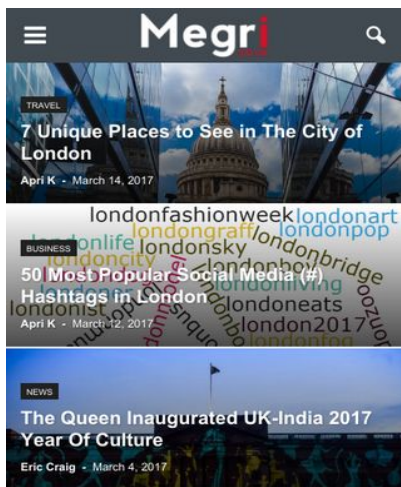 Megri
TRAVEL
7 Unique Places to See in The City of
London
Apri K - March 14, 2017
londonfashionweek londonart
londongraff londonpop
londonlife londonsky londonbridge
londoncity
BUSINESS
50 Most Popular Social Media (#)
Hashtags in London
londonliving
londonist
londoneats
Apri K - March 12, 2017
london2017
londonfog
NEWS
The Queen Inaugurated UK-India 2017
Year Of Culture
Eric Craig - March 4, 2017